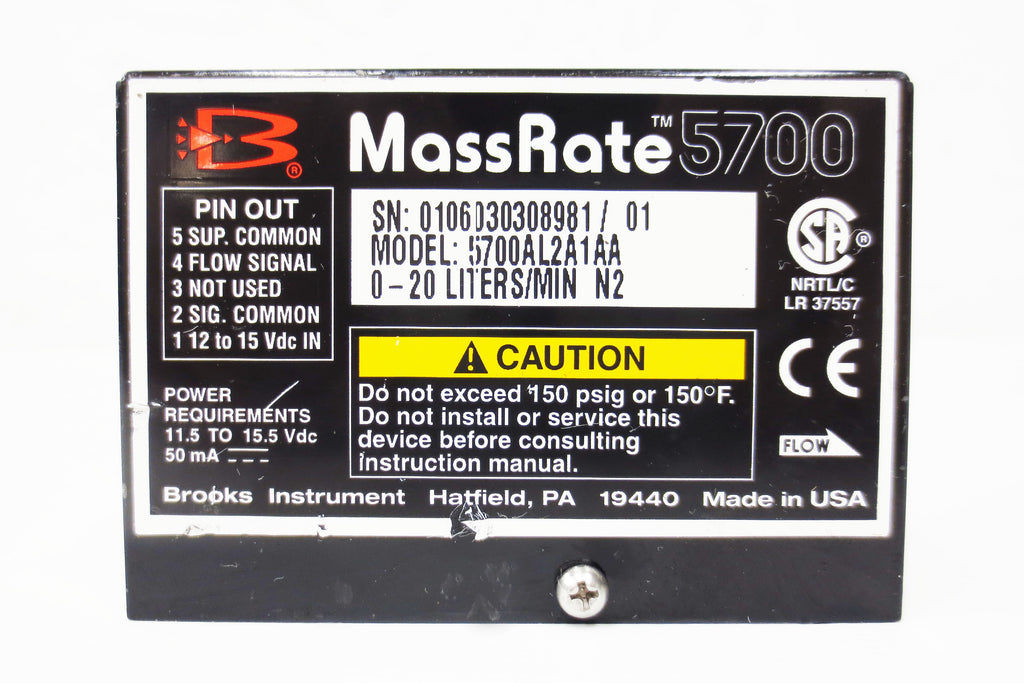 B®
MassRate™ 5700
PIN OUT
5 SUP. COMMON
4 FLOW SIGNAL
3 NOT USED
2 SIG. COMMON
1 12 to 15 Vdc IN
SN: 0106030308981/ 01
MODEL: 5700AL2A1AA
0-20 LITERS/MIN N2
SA®
NRTL/C
LR 37557
CE
⚠ CAUTION
Do not exceed 150 psig or 150°F.
Do not install or service this
device before consulting
instruction manual.
POWER
REQUIREMENTS
11.5 TO 15.5 Vdc
50 mA
FLOW
Brooks Instrument Hatfield, PA 19440 Made in USA